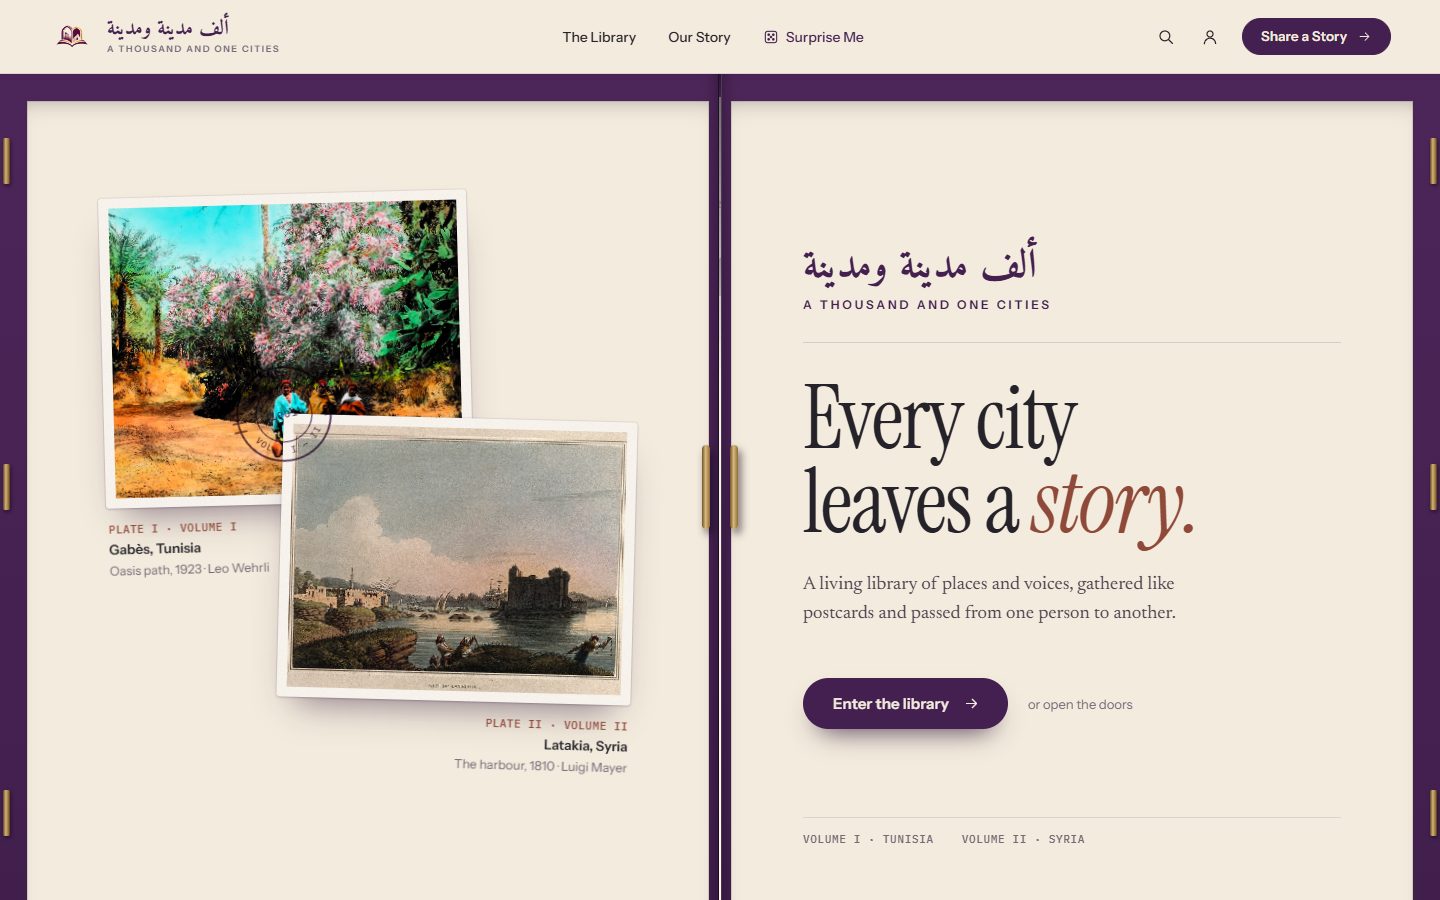 ألف مدينة ومدينة
A THOUSAND AND ONE CITIES
The Library
Our Story
Surprise Me
Share a Story →
PLATE I · VOLUME I
Gabès, Tunisia
Oasis path, 1923 · Leo Wehrli
PLATE II · VOLUME II
Latakia, Syria
The harbour, 1810 · Luigi Mayer
ألف مدينة ومدينة
A THOUSAND AND ONE CITIES
Every city
leaves a story.
A living library of places and voices, gathered like
postcards and passed from one person to another.
Enter the library →
or open the doors
VOLUME I · TUNISIA
VOLUME II · SYRIA